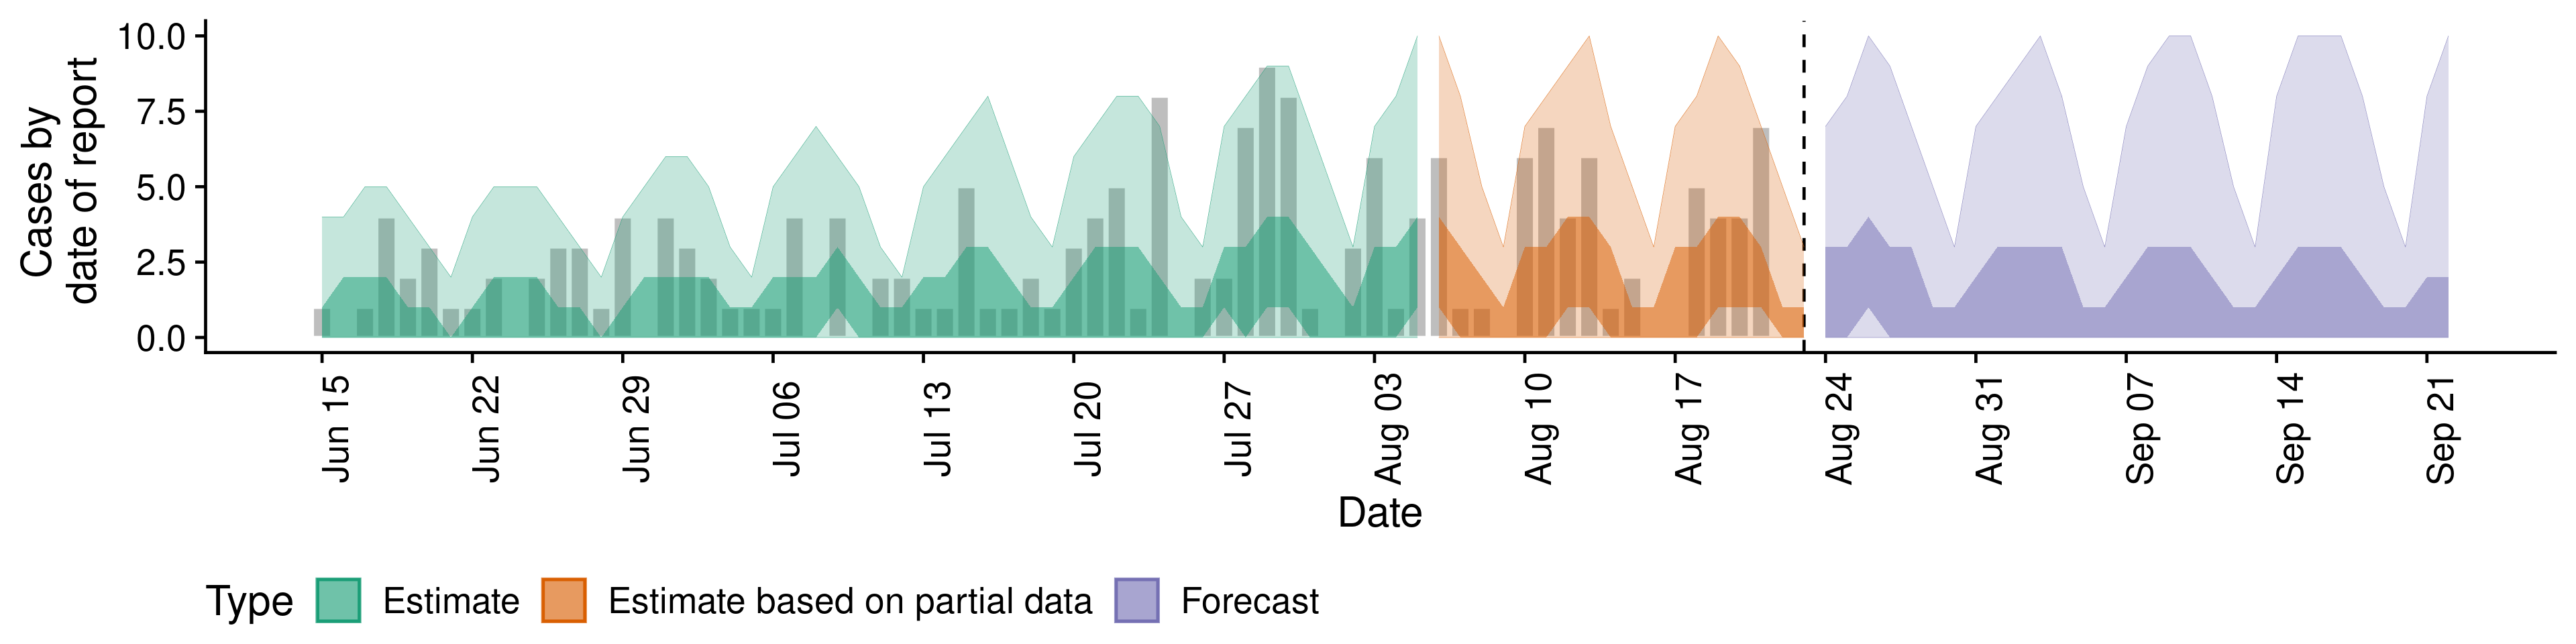 Cases by
date of report
10.0
7.5
5.0
2.5
0.0
Jun 15
Jun 22
Jun 29
Jul 06
Jul 13
Jul 20
Jul 27
Aug 03
Aug 10
Aug 17
Aug 24
Aug 31
Sep 07
Sep 14
Sep 21
Date
Type Estimate Estimate based on partial data Forecast